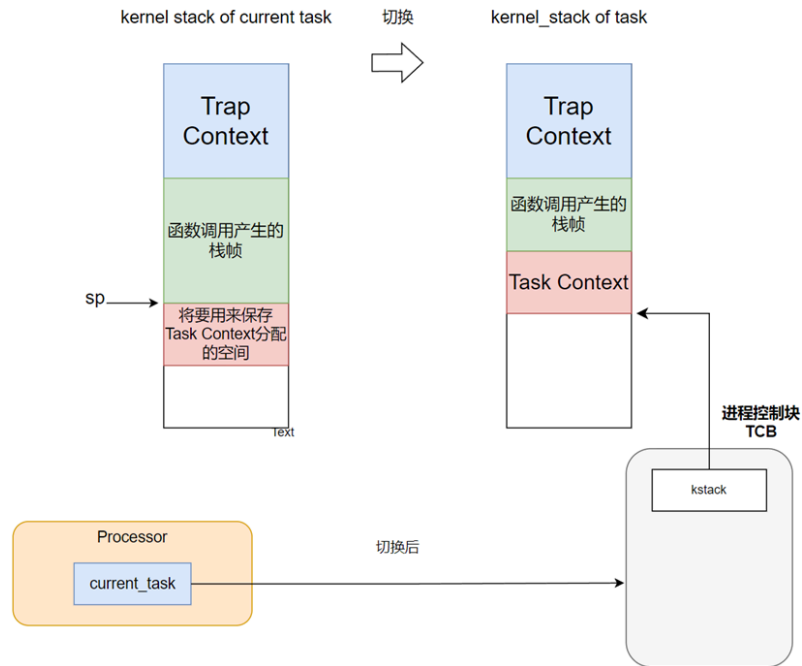 kernel stack of current task
切换
kernel_stack of task
Trap
Context
函数调用产生的
栈帧
sp
将要用来保存
Task Context分配
的空间
Text
Trap
Context
函数调用产生的
栈帧
Task Context
进程控制块
TCB
kstack
Processor
current_task
切换后